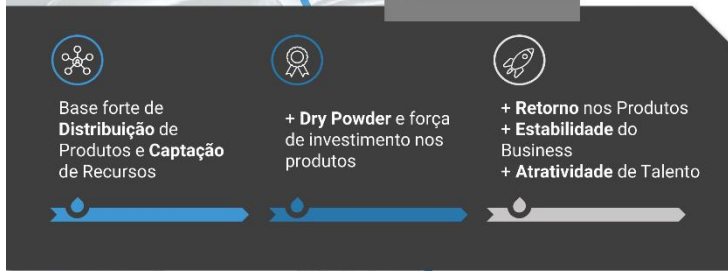 Base forte de
Distribuição de
Produtos e Captação
de Recursos
+ Dry Powder e força
de investimento nos
produtos
+ Retorno nos Produtos
+ Estabilidade do
Business
+ Atratividade de Talento